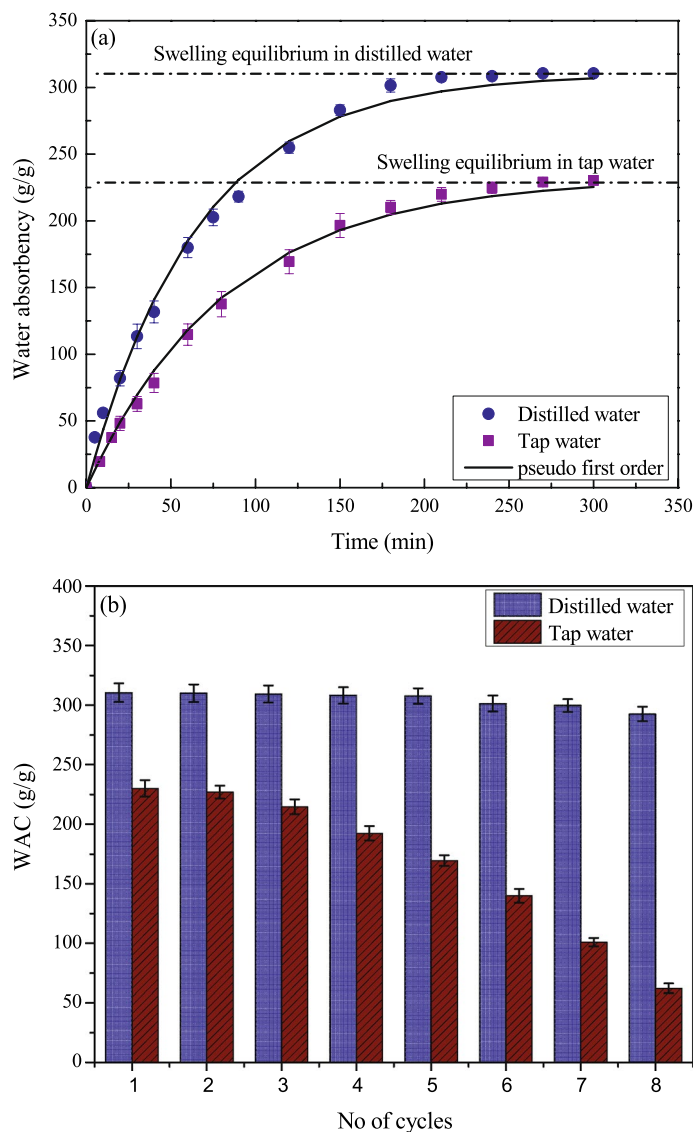 (a)
Swelling equilibrium in distilled water
Swelling equilibrium in tap water
350
300
250
200
150
100
50
0
Water absorbency (g/g)
Distilled water
Tap water
pseudo first order
0 50 100 150 200 250 300 350
Time (min)
(b)
400
350
300
250
200
150
100
50
0
WAC (g/g)
Distilled water
Tap water
1 2 3 4 5 6 7 8
No of cycles